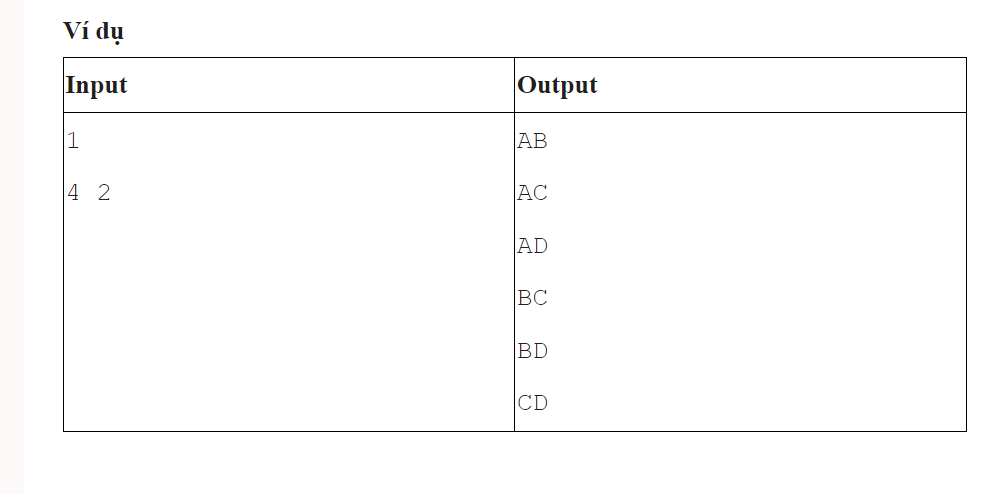 Ví dụ
Input Output
1 AB
4 2 AC
AD
BC
BD
CD